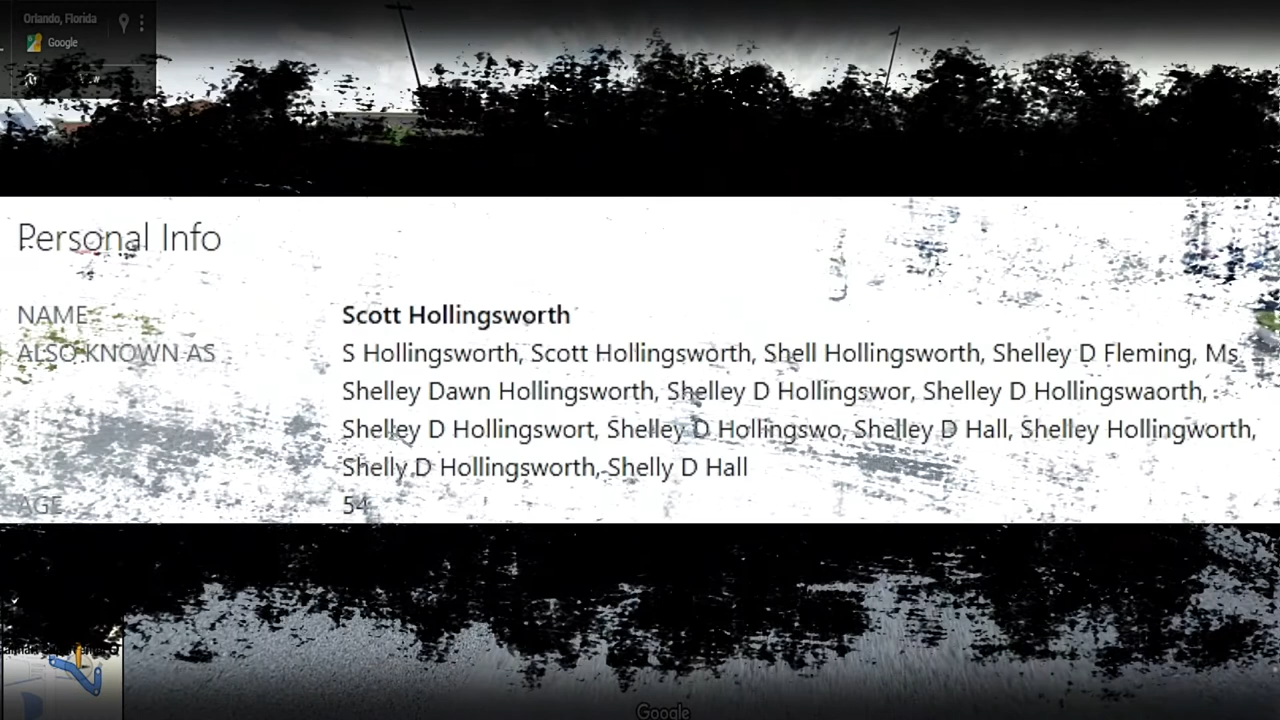 Orlando, Florida
Google
Personal Info
NAME Scott Hollingsworth
ALSO KNOWN AS S Hollingsworth, Scott Hollingsworth, Shell Hollingsworth, Shelley D Fleming, Ms.
Shelley Dawn Hollingsworth, Shelley D Hollingswor, Shelley D Hollingswaorth,
Shelley D Hollingswort, Shelley D Hollingswo, Shelley D Hall, Shelley Hollingworth,
Shelly D Hollingsworth, Shelly D Hall
AGE 54
Google